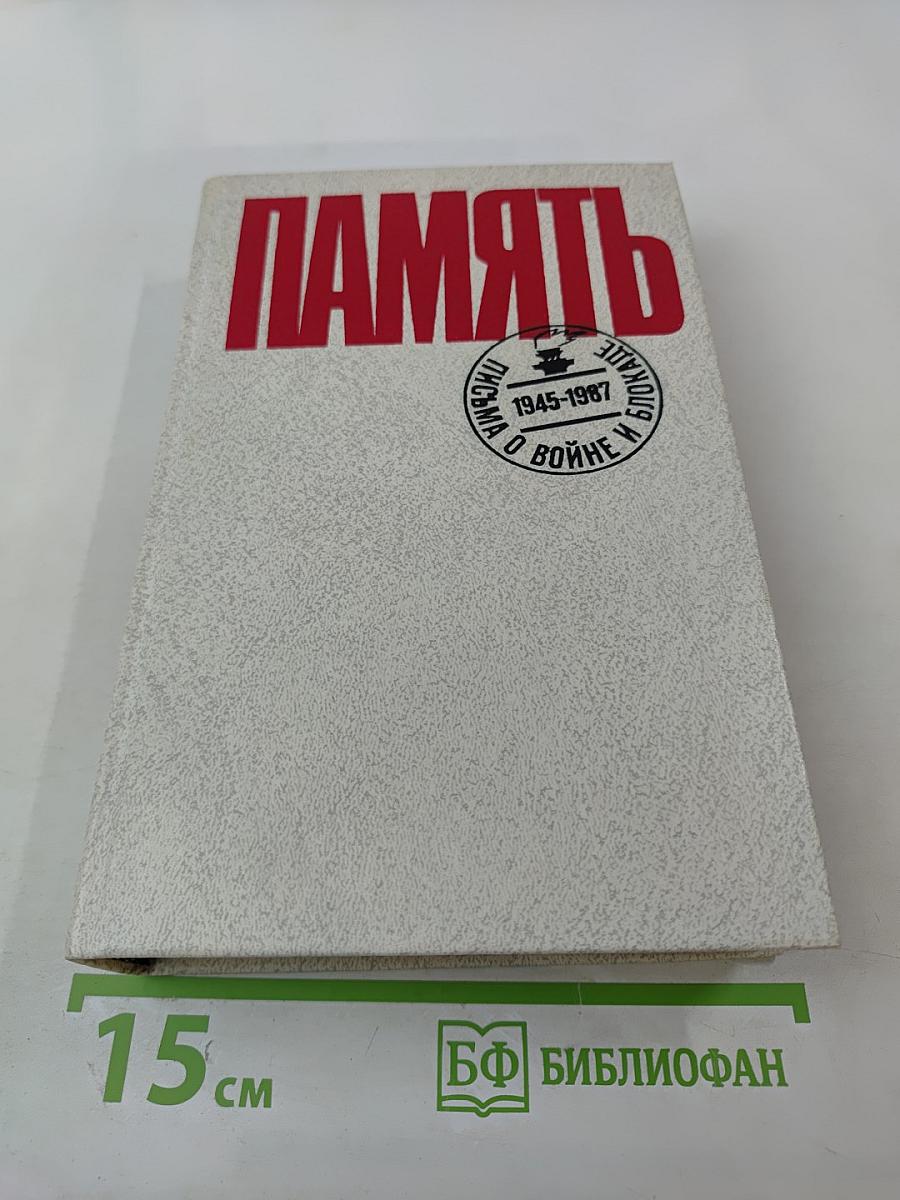 ПАМЯТЬ
ПИСЬМА О ВОЙНЕ И БЛОКАДЕ
1945-1987
15 см
БФ БИБЛИОФАН